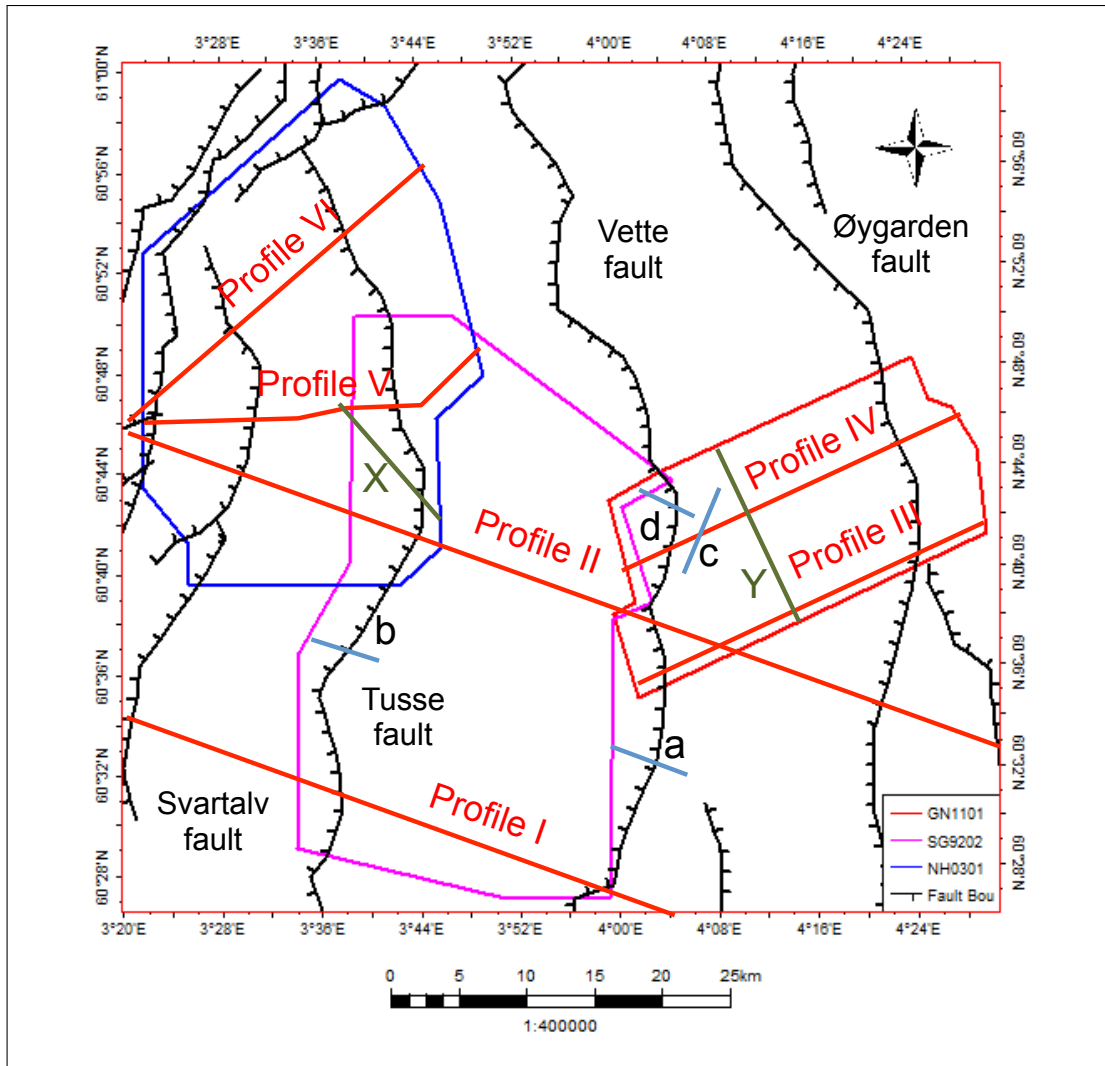 3°28'E 3°36'E 3°44'E 3°52'E 4°00'E 4°08'E 4°16'E 4°24'E
61°00'N
60°56'N
60°52'N
60°48'N
60°44'N
60°40'N
60°36'N
60°32'N
60°28'N
60°56'N
60°52'N
60°48'N
60°44'N
60°40'N
60°36'N
60°32'N
60°28'N
Vette
fault
Øygarden
fault
Profile VI
Profile V
Profile IV
X
Profile II
d
c
Profile III
Y
b
Tusse
fault
a
Svartalv
fault
Profile I
GN1101
SG9202
NH0301
Fault Bou
3°20'E 3°28'E 3°36'E 3°44'E 3°52'E 4°00'E 4°08'E 4°16'E 4°24'E
0 5 10 15 20 25km
1:400000